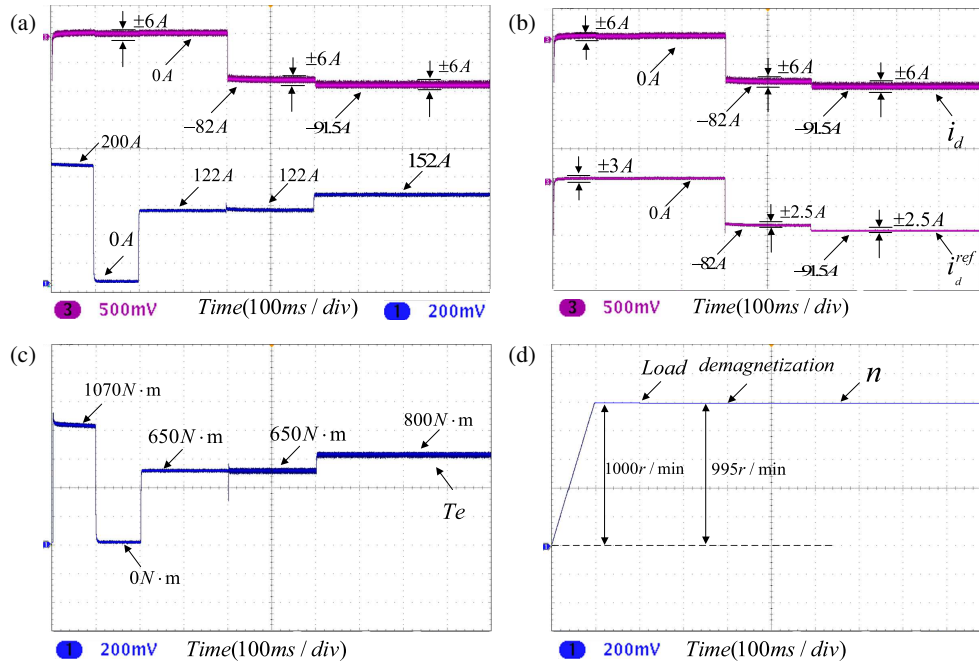 (a)
±6A
0A
±6A
±6A
−82A
−91.5A
200A
122A
122A
152A
0A
3 500mV Time(100ms / div) 1 200mV
(b)
±6A
0A
±6A
±6A
−82A
−91.5A
i_d
±3A
0A
±2.5A
±2.5A
−82A
−91.5A
i_d^ref
3 500mV Time(100ms / div)
(c)
1070N·m
650N·m
650N·m
800N·m
Te
0N·m
1 200mV Time(100ms / div)
(d)
Load demagnetization n
1000r / min
995r / min
1 200mV Time(100ms / div)